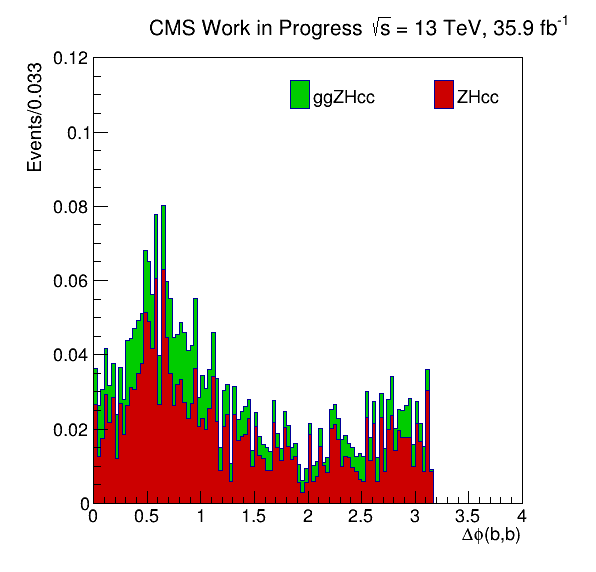 CMS Work in Progress √s = 13 TeV, 35.9 fb⁻¹
Events/0.033
ggZHcc ZHcc
0.12
0.1
0.08
0.06
0.04
0.02
0
0 0.5 1 1.5 2 2.5 3 3.5 4
Δϕ(b,b)